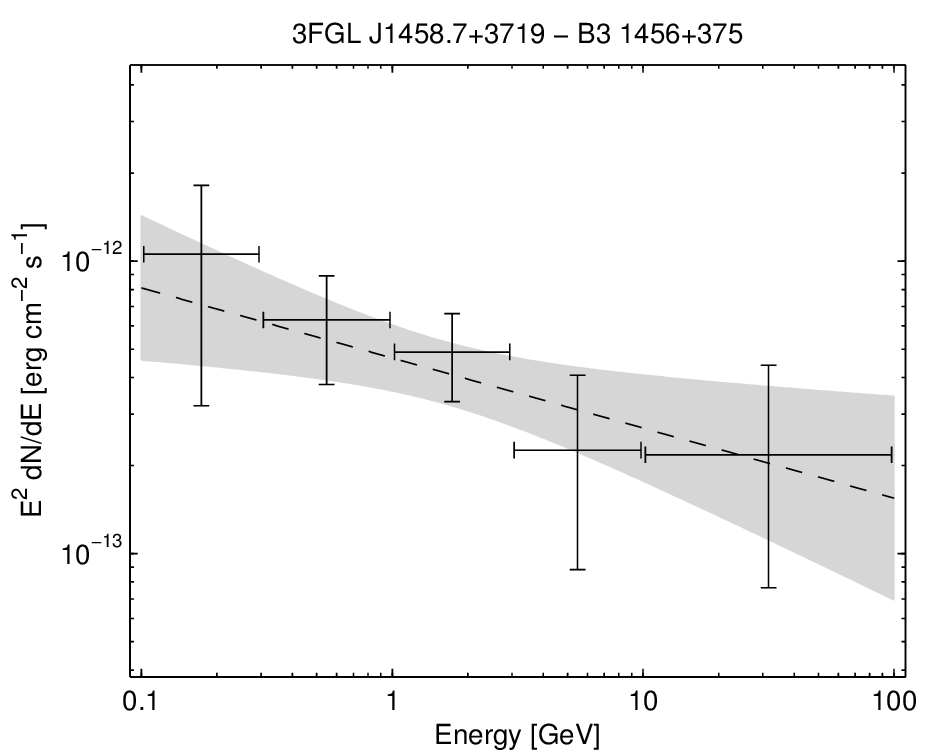 3FGL J1458.7+3719 − B3 1456+375
E² dN/dE [erg cm⁻² s⁻¹]
10⁻¹²
10⁻¹³
0.1 1 10 100
Energy [GeV]